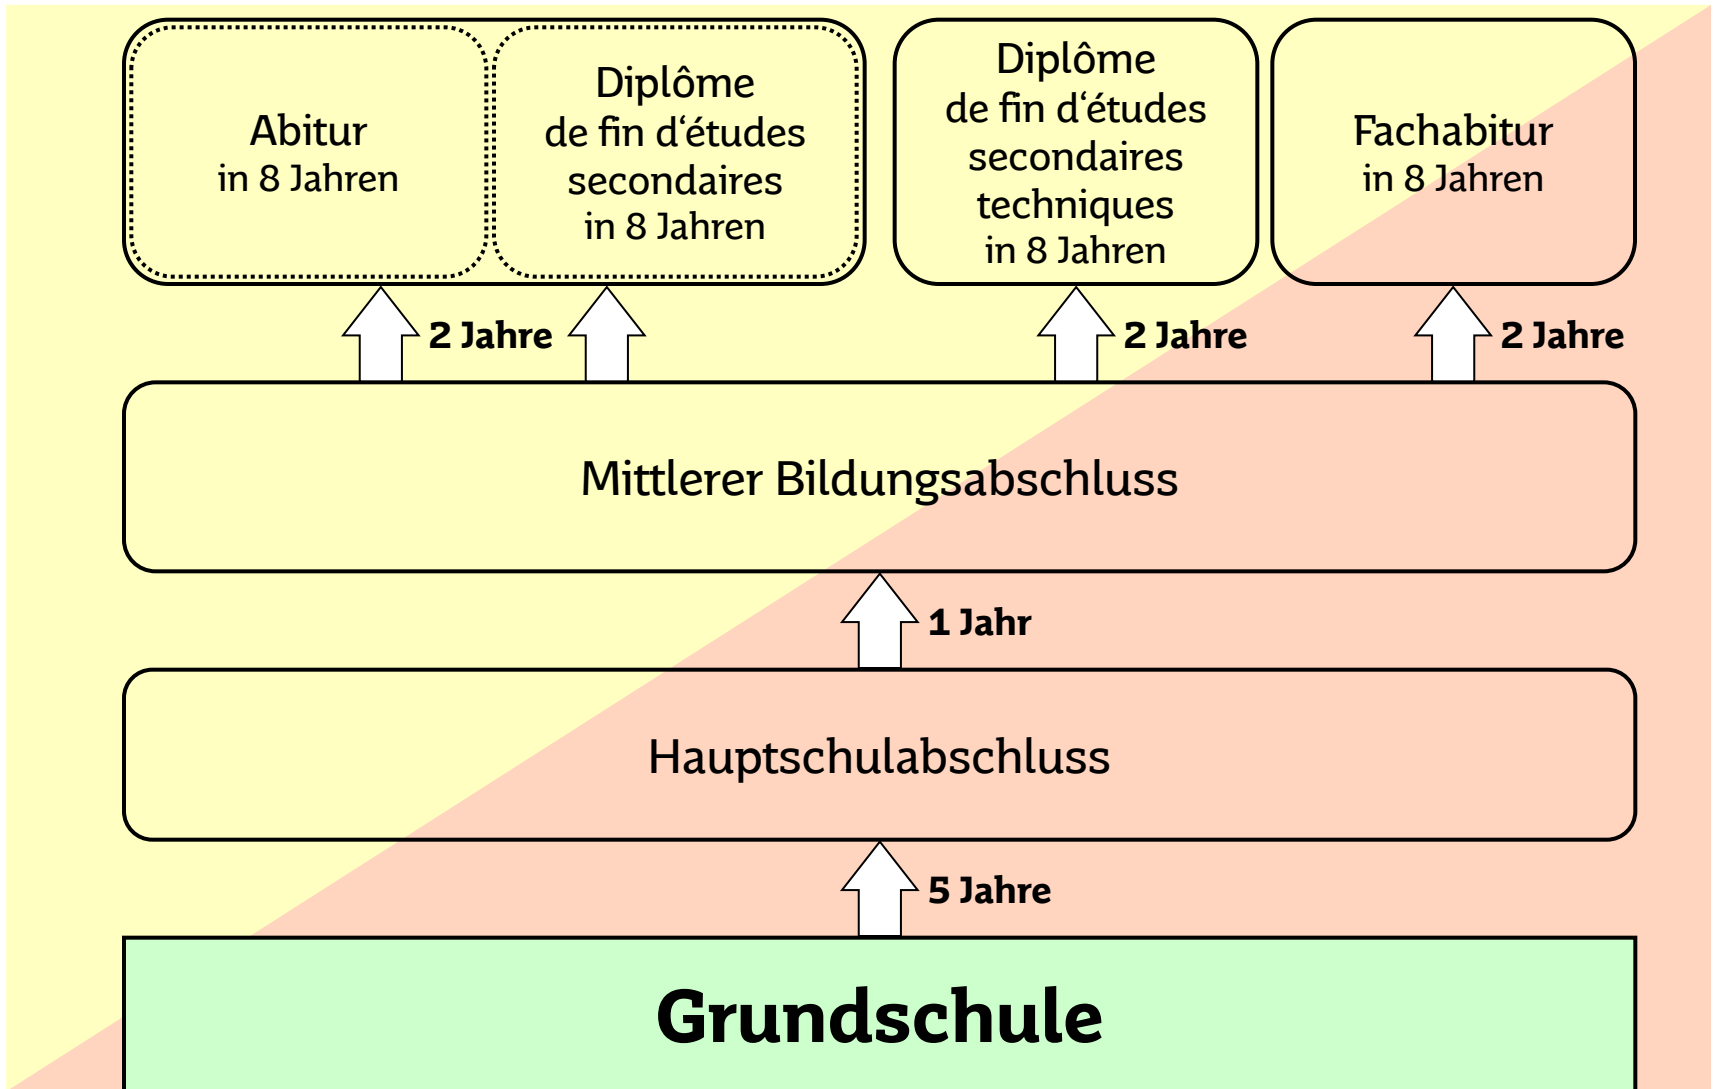 Abitur
in 8 Jahren
Diplôme
de fin d‘études
secondaires
in 8 Jahren
Diplôme
de fin d‘études
secondaires
techniques
in 8 Jahren
Fachabitur
in 8 Jahren
2 Jahre
2 Jahre
2 Jahre
Mittlerer Bildungsabschluss
1 Jahr
Hauptschulabschluss
5 Jahre
Grundschule